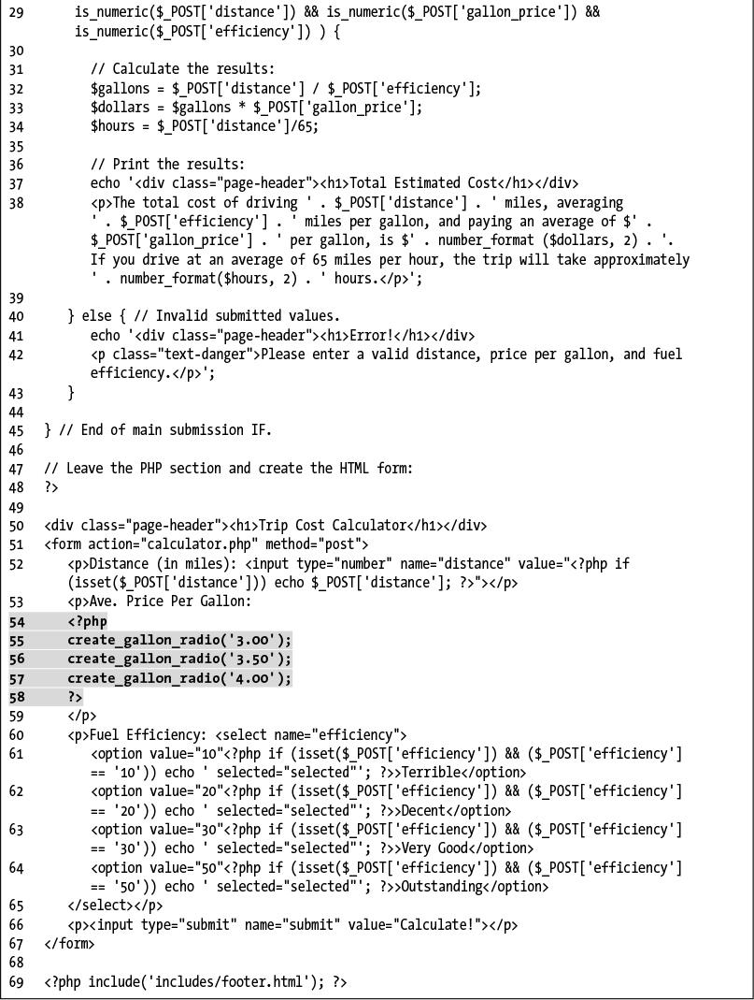 29 is_numeric($_POST['distance']) && is_numeric($_POST['gallon_price']) &&
is_numeric($_POST['efficiency']) ) {
30
31 // Calculate the results:
32 $gallons = $_POST['distance'] / $_POST['efficiency'];
33 $dollars = $gallons * $_POST['gallon_price'];
34 $hours = $_POST['distance']/65;
35
36 // Print the results:
37 echo '<div class="page-header"><h1>Total Estimated Cost</h1></div>
38 <p>The total cost of driving ' . $_POST['distance'] . ' miles, averaging
' . $_POST['efficiency'] . ' miles per gallon, and paying an average of $' .
$_POST['gallon_price'] . ' per gallon, is $' . number_format ($dollars, 2) . '.
If you drive at an average of 65 miles per hour, the trip will take approximately
' . number_format($hours, 2) . ' hours.</p>';
39
40 } else { // Invalid submitted values.
41 echo '<div class="page-header"><h1>Error!</h1></div>
42 <p class="text-danger">Please enter a valid distance, price per gallon, and fuel
efficiency.</p>';
43 }
44
45 } // End of main submission IF.
46
47 // Leave the PHP section and create the HTML form:
48 ?>
49
50 <div class="page-header"><h1>Trip Cost Calculator</h1></div>
51 <form action="calculator.php" method="post">
52 <p>Distance (in miles): <input type="number" name="distance" value="<?php if
(isset($_POST['distance'])) echo $_POST['distance']; ?>"></p>
53 <p>Ave. Price Per Gallon:
54 <?php
55 create_gallon_radio('3.00');
56 create_gallon_radio('3.50');
57 create_gallon_radio('4.00');
58 ?>
59 </p>
60 <p>Fuel Efficiency: <select name="efficiency">
61 <option value="10"<?php if (isset($_POST['efficiency']) && ($_POST['efficiency']
== '10')) echo ' selected="selected"'; ?>>Terrible</option>
62 <option value="20"<?php if (isset($_POST['efficiency']) && ($_POST['efficiency']
== '20')) echo ' selected="selected"'; ?>>Decent</option>
63 <option value="30"<?php if (isset($_POST['efficiency']) && ($_POST['efficiency']
== '30')) echo ' selected="selected"'; ?>>Very Good</option>
64 <option value="50"<?php if (isset($_POST['efficiency']) && ($_POST['efficiency']
== '50')) echo ' selected="selected"'; ?>>Outstanding</option>
65 </select></p>
66 <p><input type="submit" name="submit" value="Calculate!"></p>
67 </form>
68
69 <?php include('includes/footer.html'); ?>